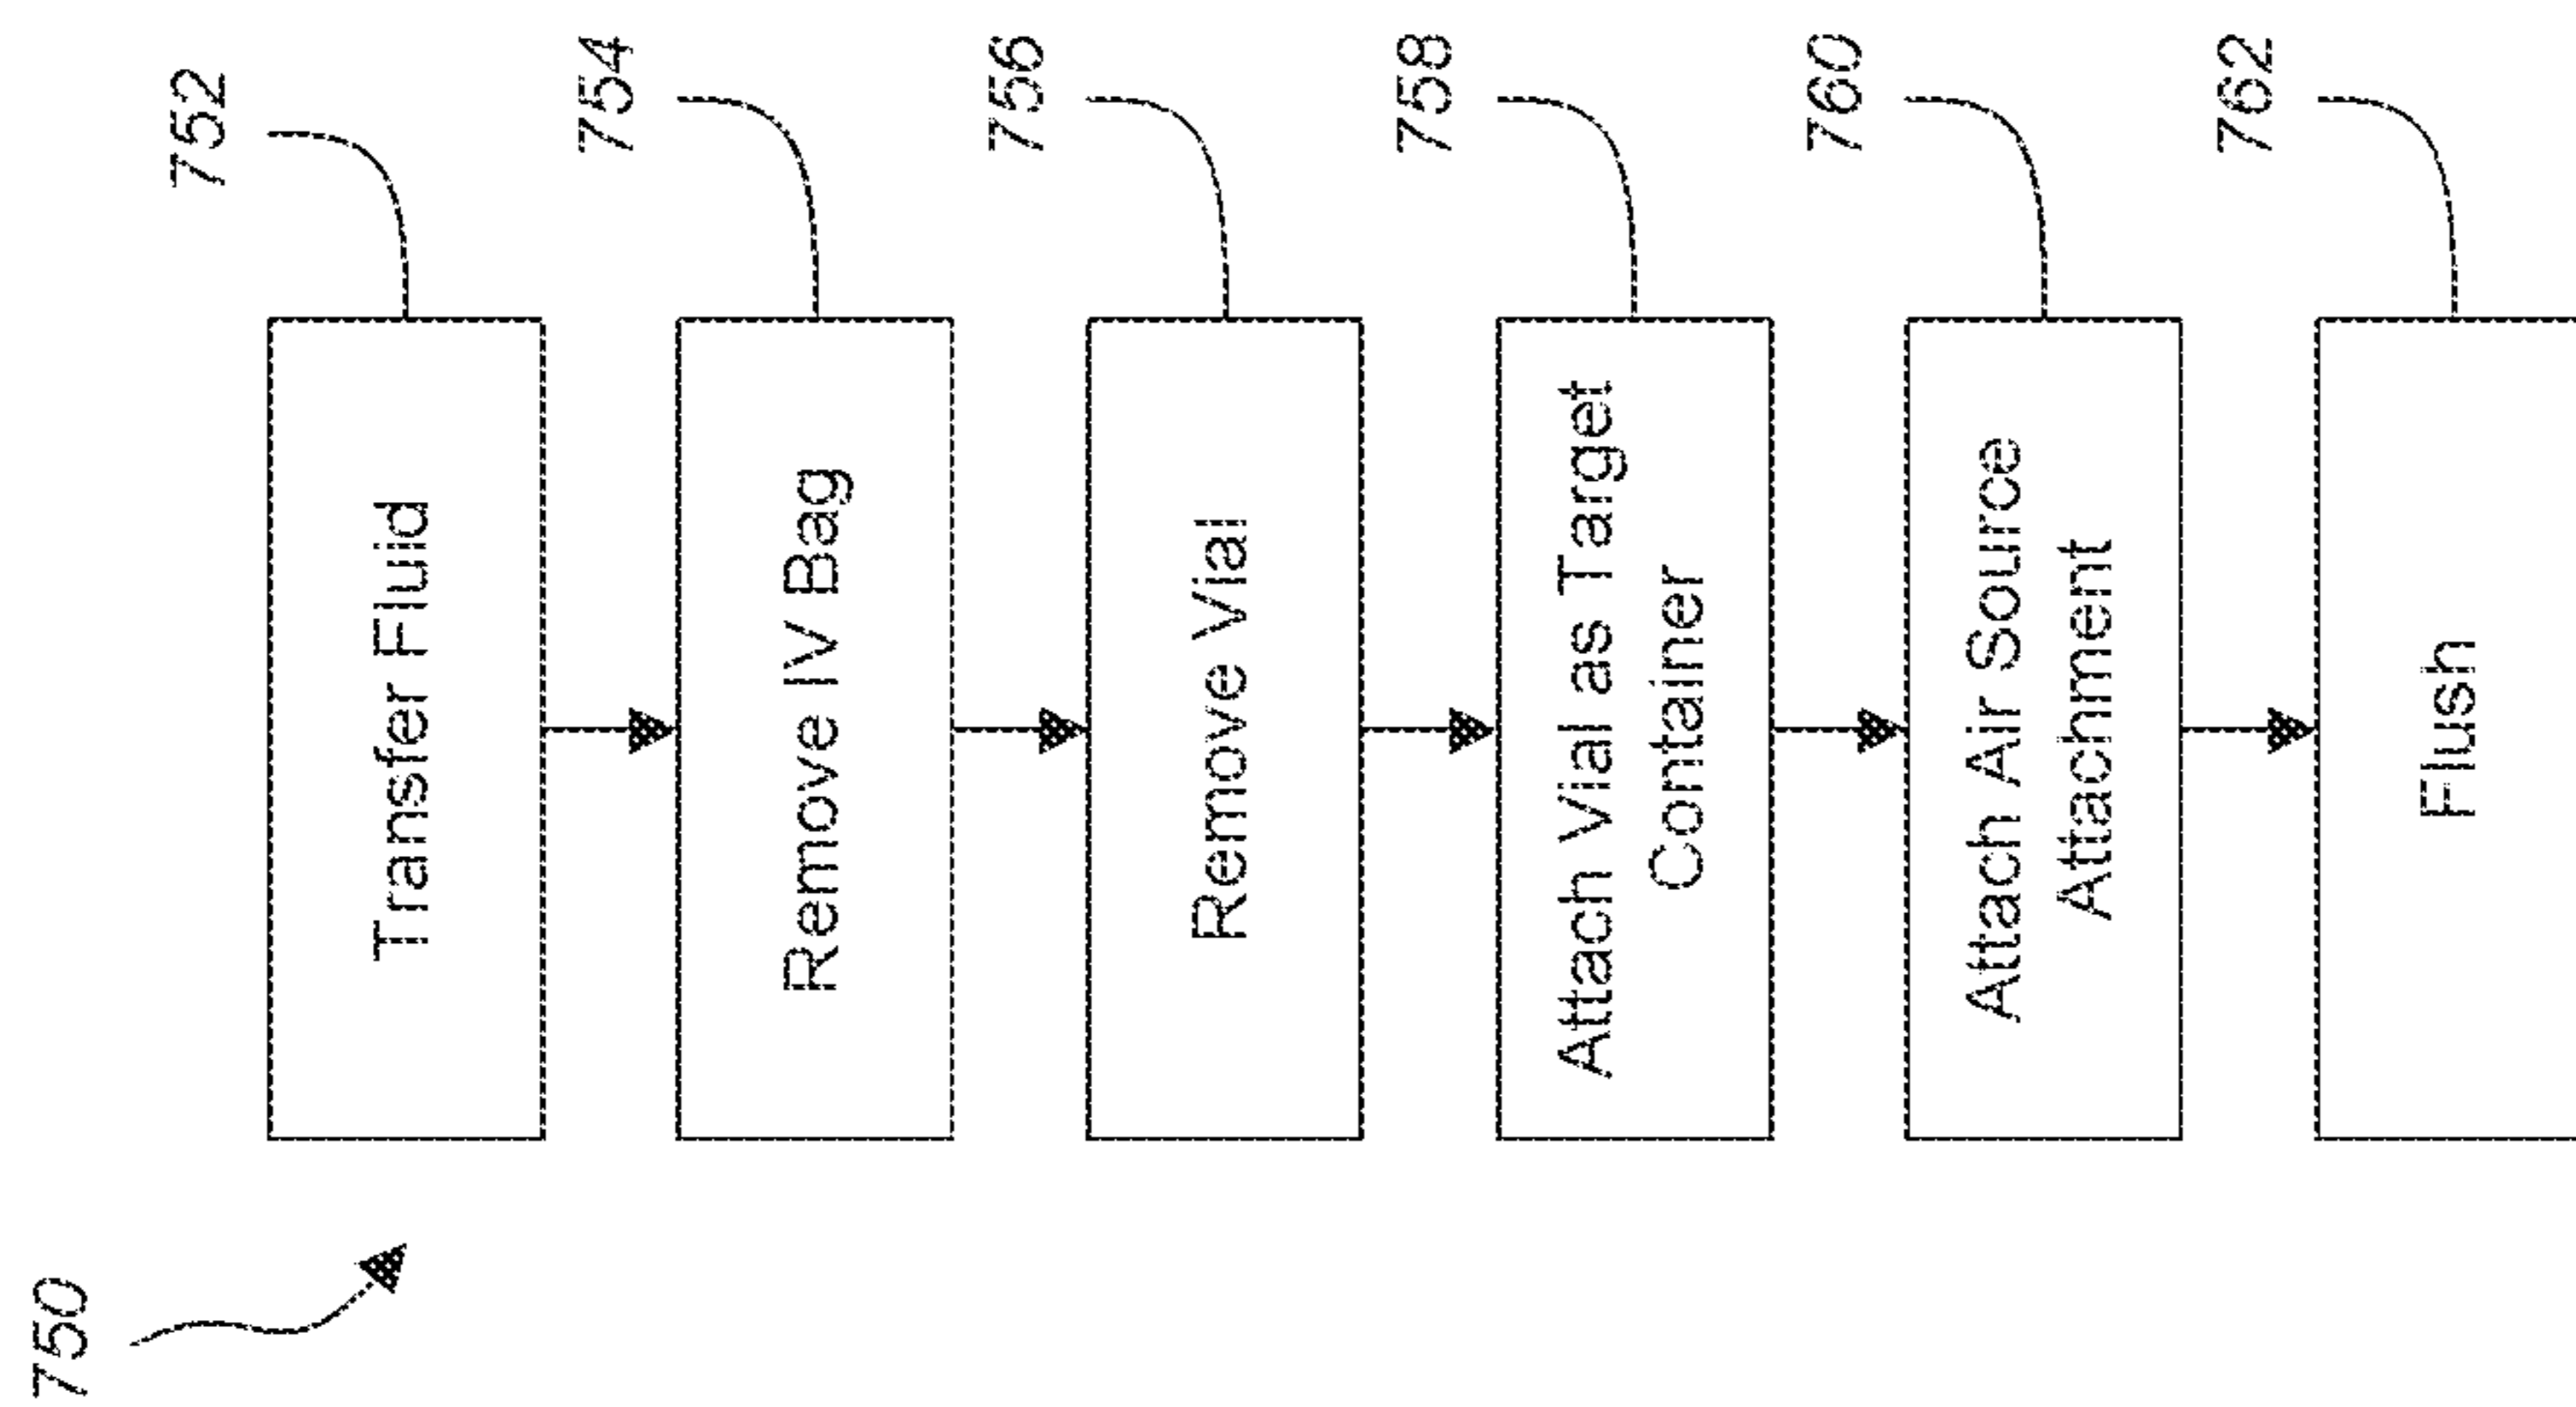 750
752
Transfer Fluid
754
Remove IV Bag
756
Remove Vial
758
Attach Vial as Target
Container
760
Attach Air Source
Attachment
762
Flush